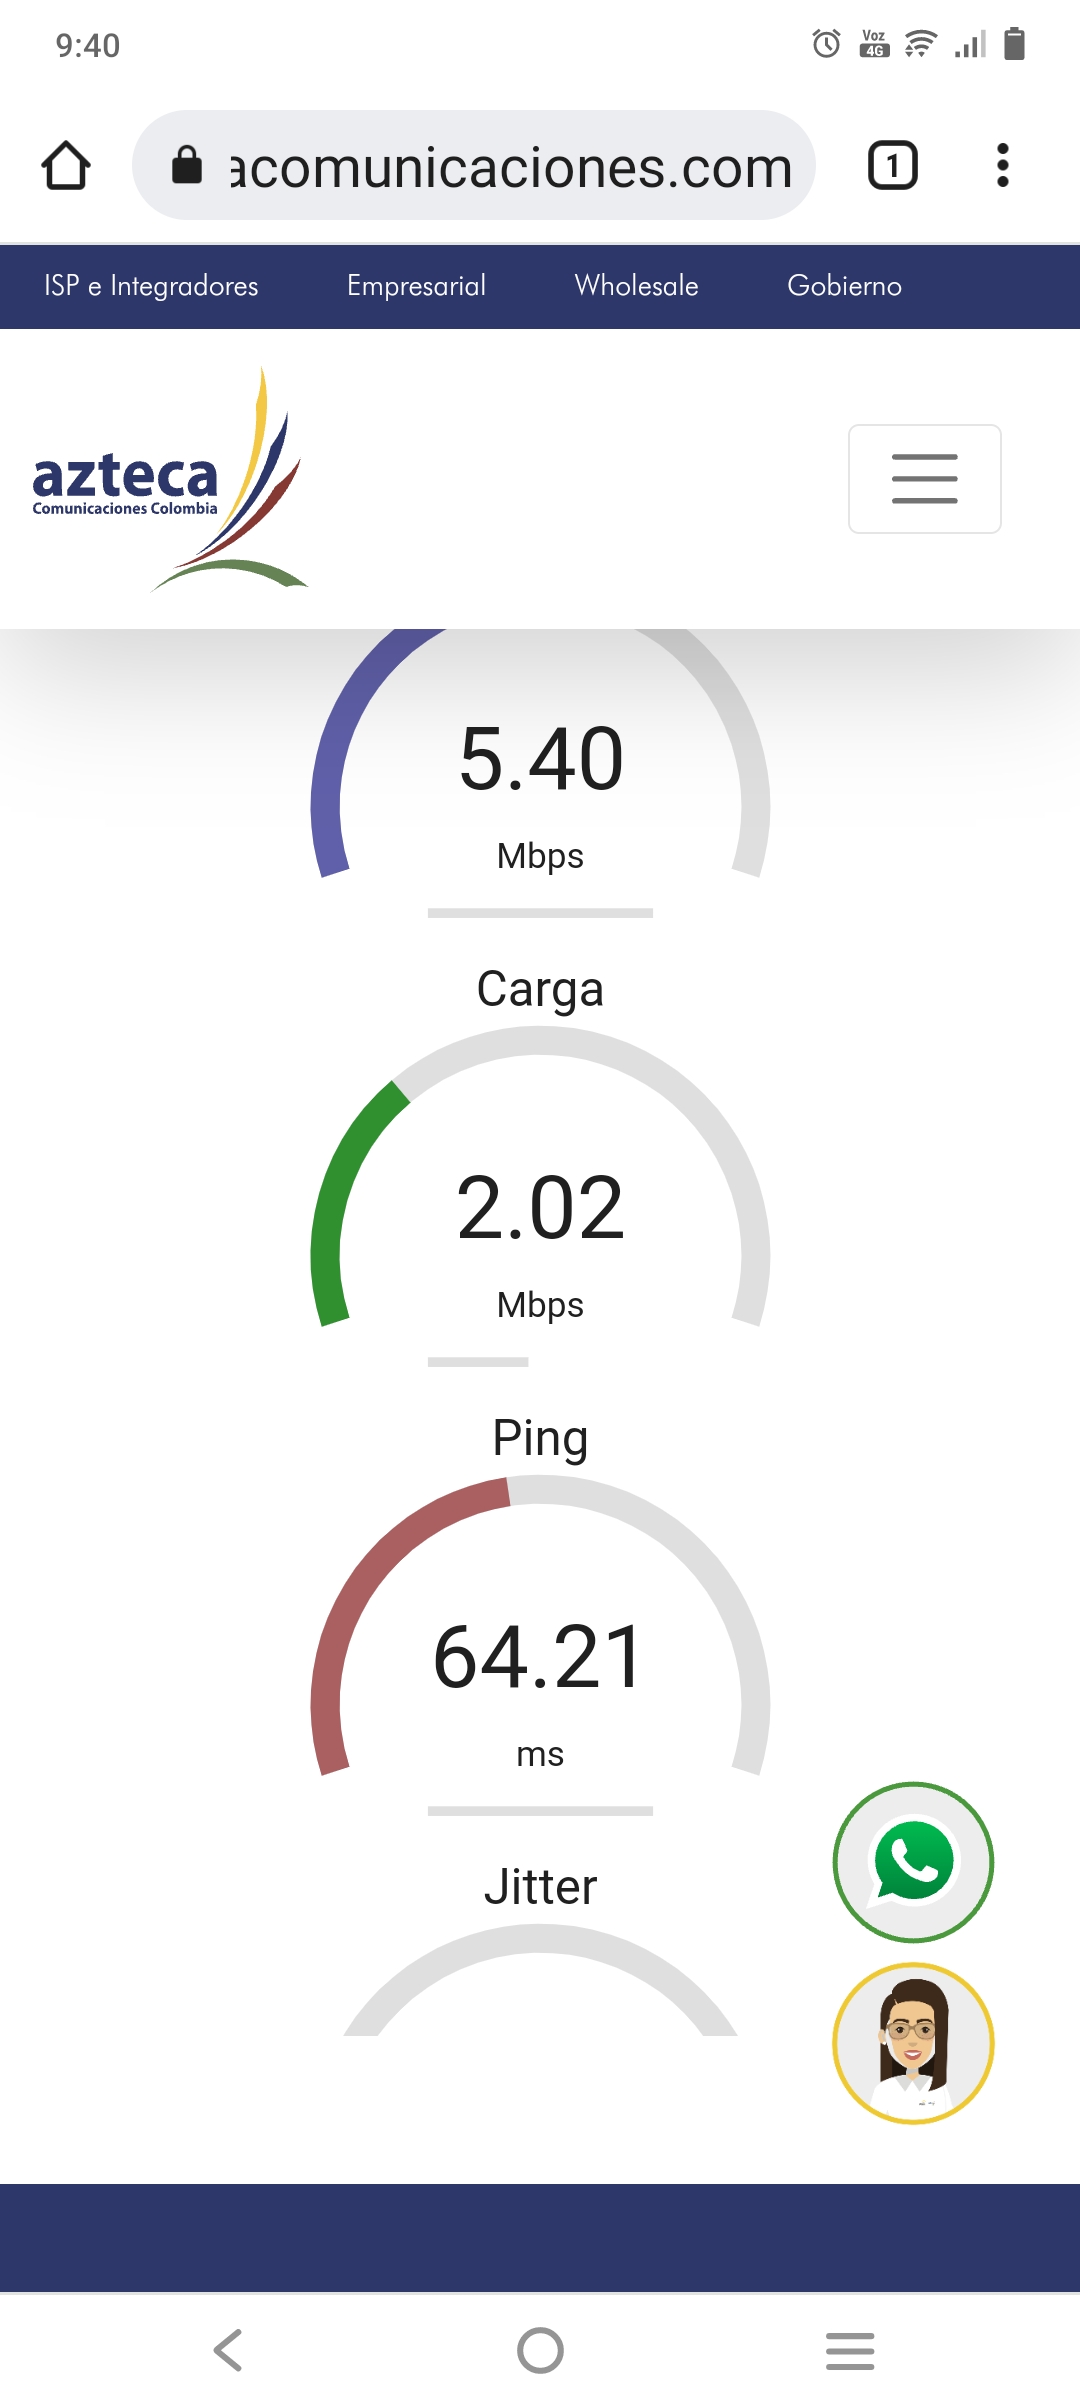 9:40
Voz
4G
acomunicaciones.com
1
ISP e Integradores
Empresarial
Wholesale
Gobierno
azteca
Comunicaciones Colombia
5.40
Mbps
Carga
2.02
Mbps
Ping
64.21
ms
Jitter